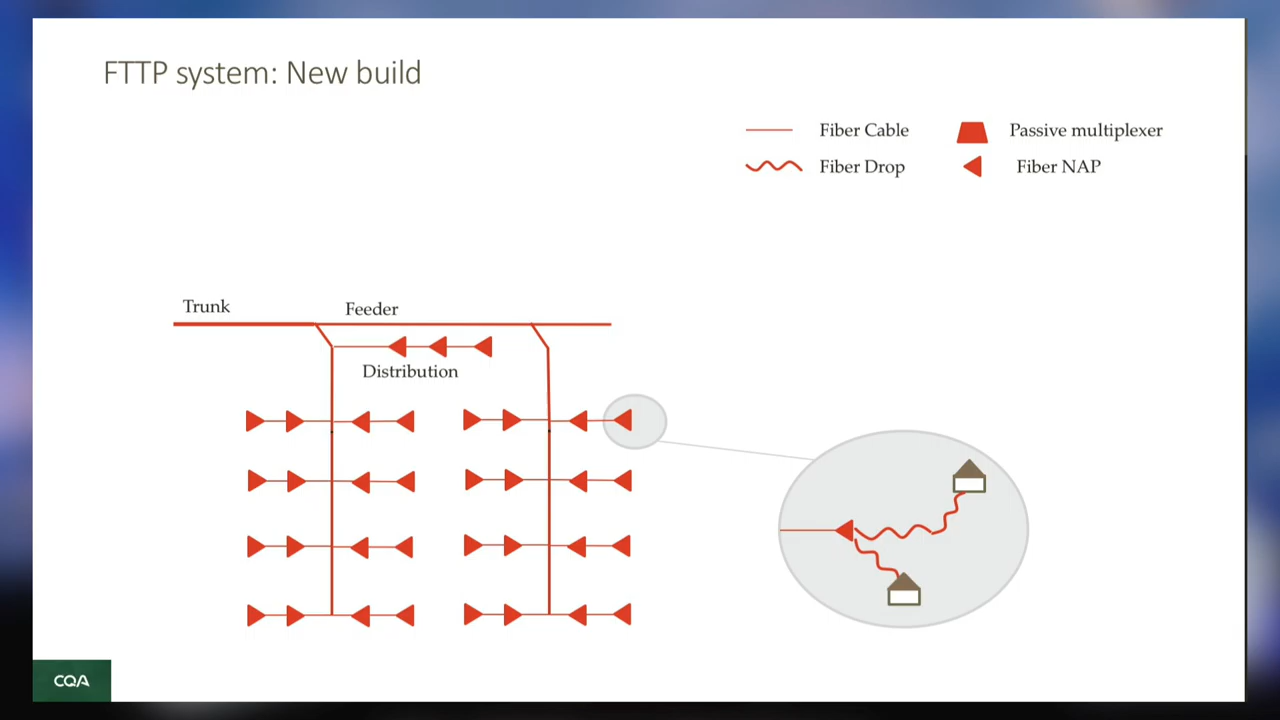 FTTP system: New build
Fiber Cable
Passive multiplexer
Fiber Drop
Fiber NAP
Trunk
Feeder
Distribution
CQA